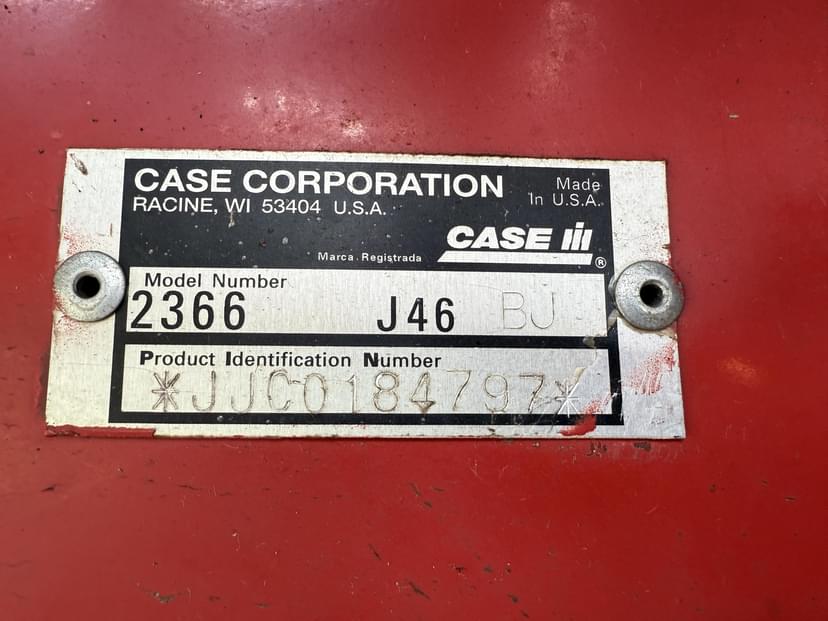 CASE CORPORATION
Made
In U.S.A.
RACINE, WI 53404 U.S.A.
CASE III ®
Marca Registrada
Model Number
2366 J46 BJ
Product Identification Number
*JJC0184797*